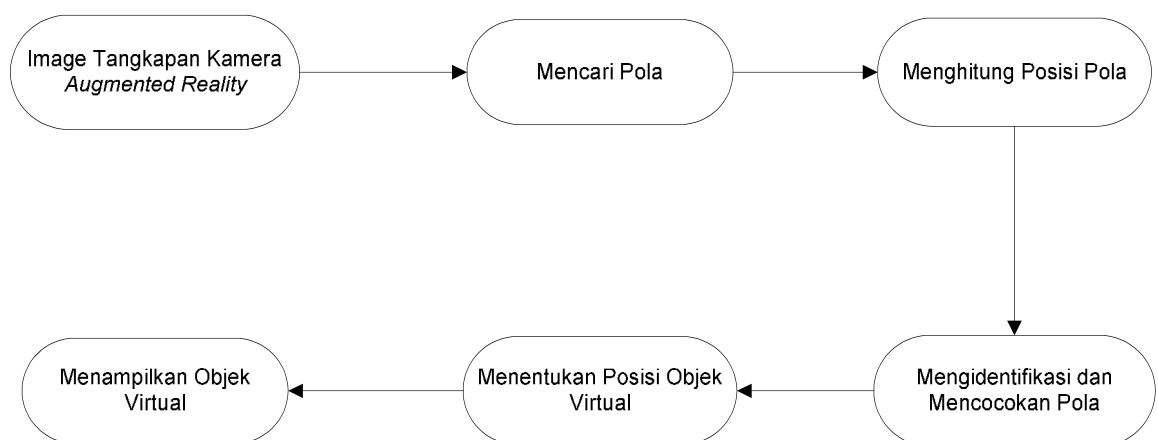 Image Tangkapan Kamera
Augmented Reality
Mencari Pola
Menghitung Posisi Pola
Mengidentifikasi dan
Mencocokan Pola
Menentukan Posisi Objek
Virtual
Menampilkan Objek
Virtual